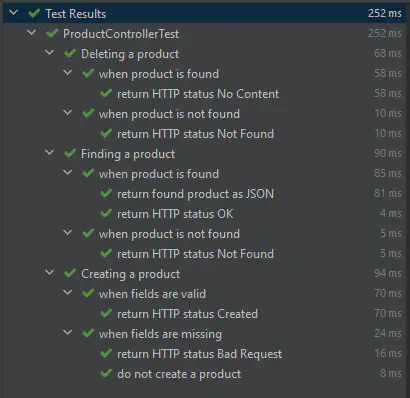 Test Results 252 ms
ProductControllerTest 252 ms
Deleting a product 68 ms
when product is found 58 ms
return HTTP status No Content 58 ms
when product is not found 10 ms
return HTTP status Not Found 10 ms
Finding a product 90 ms
when product is found 85 ms
return found product as JSON 81 ms
return HTTP status OK 4 ms
when product is not found 5 ms
return HTTP status Not Found 5 ms
Creating a product 94 ms
when fields are valid 70 ms
return HTTP status Created 70 ms
when fields are missing 24 ms
return HTTP status Bad Request 16 ms
do not create a product 8 ms